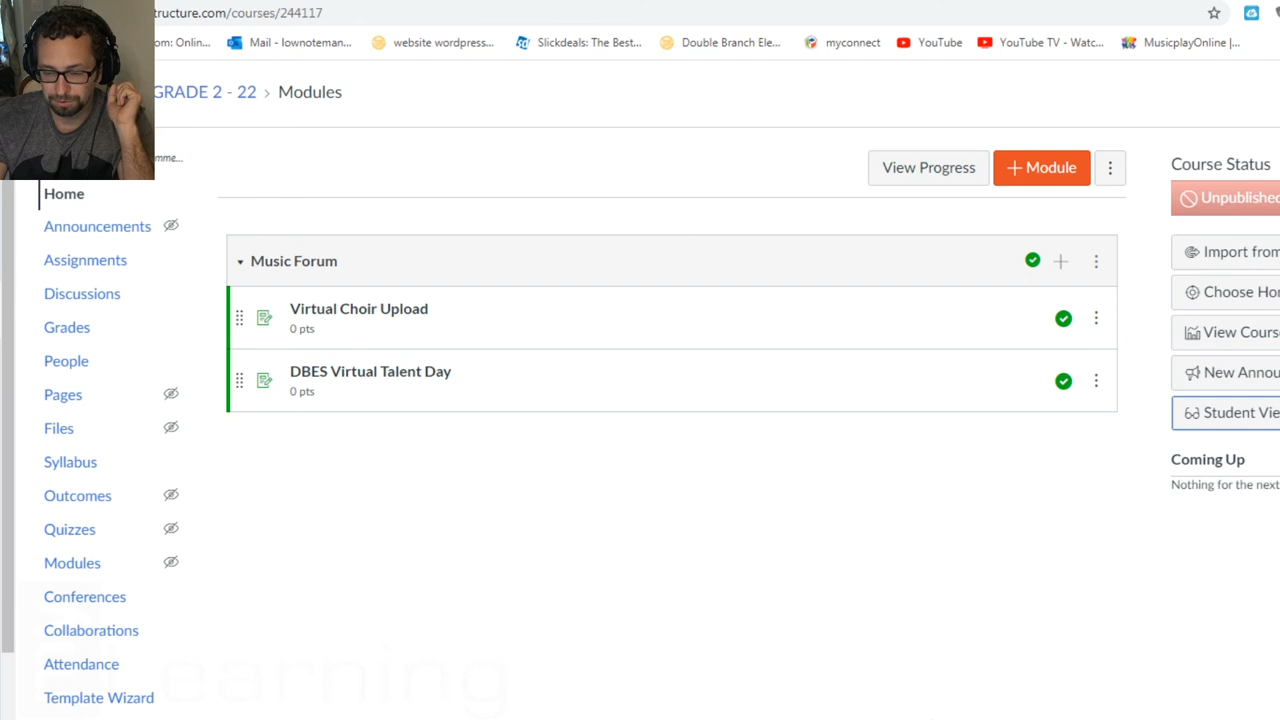 structure.com/courses/244117
om: Onlin... Mail - lownoteman... website wordpress... Slickdeals: The Best... Double Branch Ele... myconnect YouTube YouTube TV - Watc... MusicplayOnline |...
GRADE 2 - 22 > Modules
mme...
View Progress
+ Module
Course Status
Unpublished
Home
Announcements
Assignments
Discussions
Grades
People
Pages
Files
Syllabus
Outcomes
Quizzes
Modules
Conferences
Collaborations
Attendance
Template Wizard
Music Forum
Virtual Choir Upload
0 pts
DBES Virtual Talent Day
0 pts
Import from
Choose Ho
View Cours
New Annou
Student Vie
Coming Up
Nothing for the next
Learning